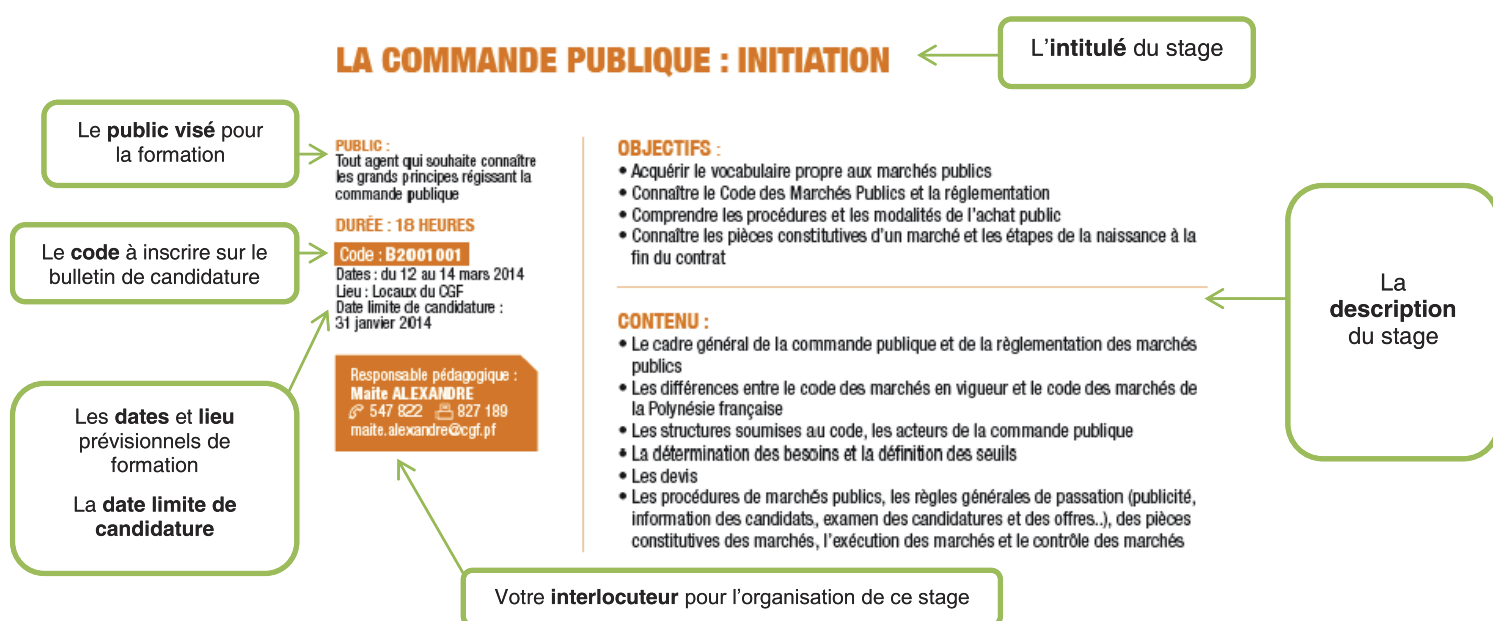 LA COMMANDE PUBLIQUE : INITIATION
L'intitulé du stage
Le public visé pour
la formation
PUBLIC :
Tout agent qui souhaite connaître
les grands principes régissant la
commande publique
DURÉE : 18 HEURES
Le code à inscrire sur le
bulletin de candidature
Code : B2001001
Dates : du 12 au 14 mars 2014
Lieu : Locaux du CGF
Date limite de candidature :
31 janvier 2014
Les dates et lieu
prévisionnels de
formation
La date limite de
candidature
Responsable pédagogique :
Maite ALEXANDRE
547 822 827 189
maite.alexandre@cgf.pf
OBJECTIFS :
• Acquérir le vocabulaire propre aux marchés publics
• Connaître le Code des Marchés Publics et la réglementation
• Comprendre les procédures et les modalités de l'achat public
• Connaître les pièces constitutives d'un marché et les étapes de la naissance à la
fin du contrat
CONTENU :
• Le cadre général de la commande publique et de la règlementation des marchés
publics
• Les différences entre le code des marchés en vigueur et le code des marchés de
la Polynésie française
• Les structures soumises au code, les acteurs de la commande publique
• La détermination des besoins et la définition des seuils
• Les devis
• Les procédures de marchés publics, les règles générales de passation (publicité,
information des candidats, examen des candidatures et des offres..), des pièces
constitutives des marchés, l'exécution des marchés et le contrôle des marchés
La
description
du stage
Votre interlocuteur pour l'organisation de ce stage